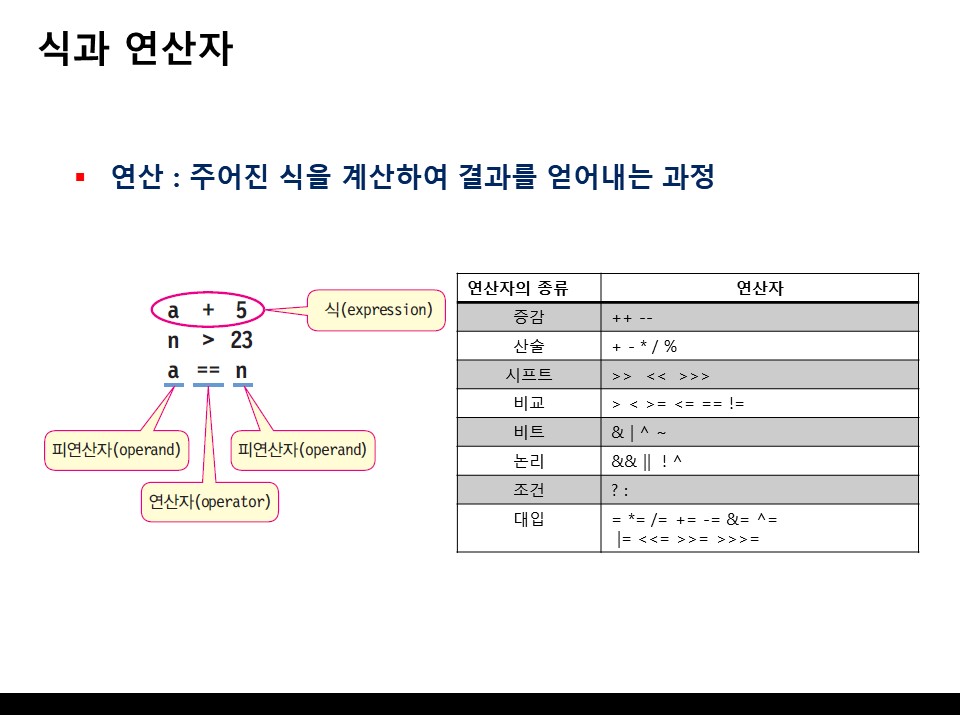 식과 연산자
▪ 연산 : 주어진 식을 계산하여 결과를 얻어내는 과정
a + 5
식(expression)
n > 23
a == n
피연산자(operand)
피연산자(operand)
연산자(operator)
연산자의 종류 연산자
증감 ++ --
산술 + - * / %
시프트 >> << >>>
비교 > < >= <= == !=
비트 & | ^ ~
논리 && || ! ^
조건 ? :
대입 = *= /= += -= &= ^=
|= <<= >>= >>>=